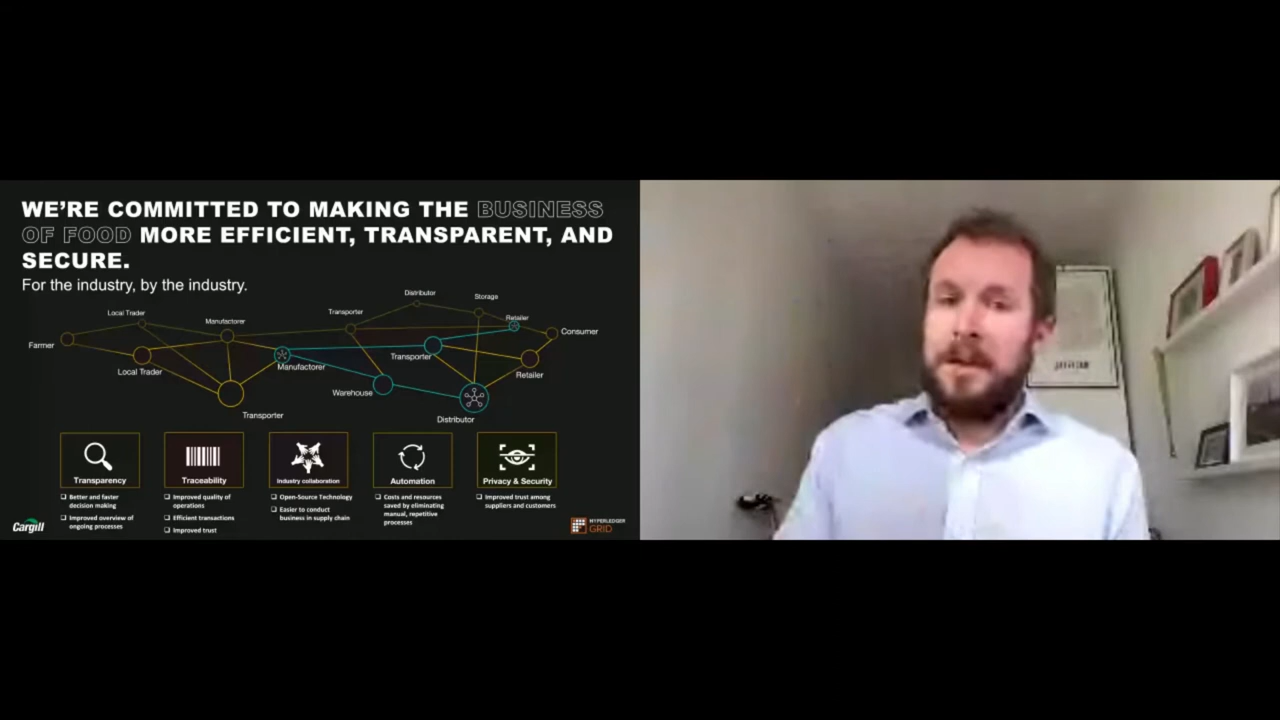 WE'RE COMMITTED TO MAKING THE BUSINESS
OF FOOD MORE EFFICIENT, TRANSPARENT, AND
SECURE.
For the industry, by the industry.
Distributor
Storage
Local Trader
Transporter
Retailer
Manufacturer
Consumer
Farmer
Transporter
Manufacturer
Local Trader
Retailer
Warehouse
Transporter
Distributor
Transparency
Better and faster
decision making
Improved overview of
ongoing processes
Traceability
Improved quality of
operations
Efficient transactions
Improved trust
Industry collaboration
Open-Source Technology
Easier to conduct
business in supply chain
Automation
Costs and resources
saved by eliminating
manual, repetitive
processes
Privacy & Security
Improved trust among
suppliers and customers
Cargill
HYPERLEDGER
GRID